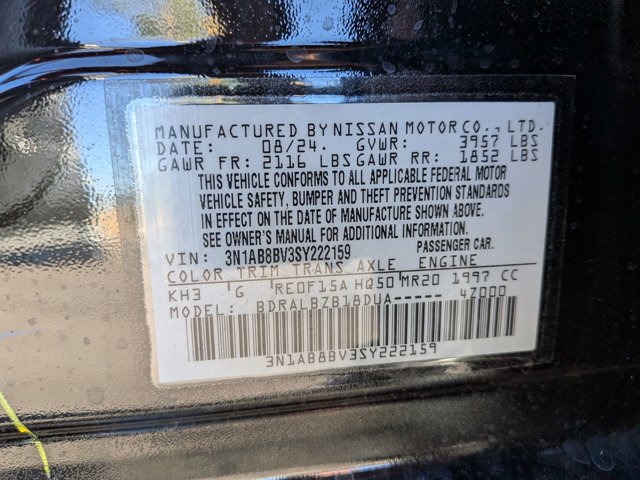 MANUFACTURED BY NISSAN MOTOR CO., LTD.
DATE: 08/24. GVWR: 3957 LBS
GAWR FR: 2116 LBS GAWR RR: 1852 LBS
THIS VEHICLE CONFORMS TO ALL APPLICABLE FEDERAL MOTOR
VEHICLE SAFETY, BUMPER AND THEFT PREVENTION STANDARDS
IN EFFECT ON THE DATE OF MANUFACTURE SHOWN ABOVE.
SEE OWNER'S MANUAL FOR ADDITIONAL INFORMATION.
VIN: 3N1AB8BV3SY222159 PASSENGER CAR.
COLOR TRIM TRANS AXLE ENGINE
KH3 G RE0F15A HQ50 MR20 1997 CC
MODEL: BDRALBZB18DUA----- 4Z000
3N1AB8BV3SY222159